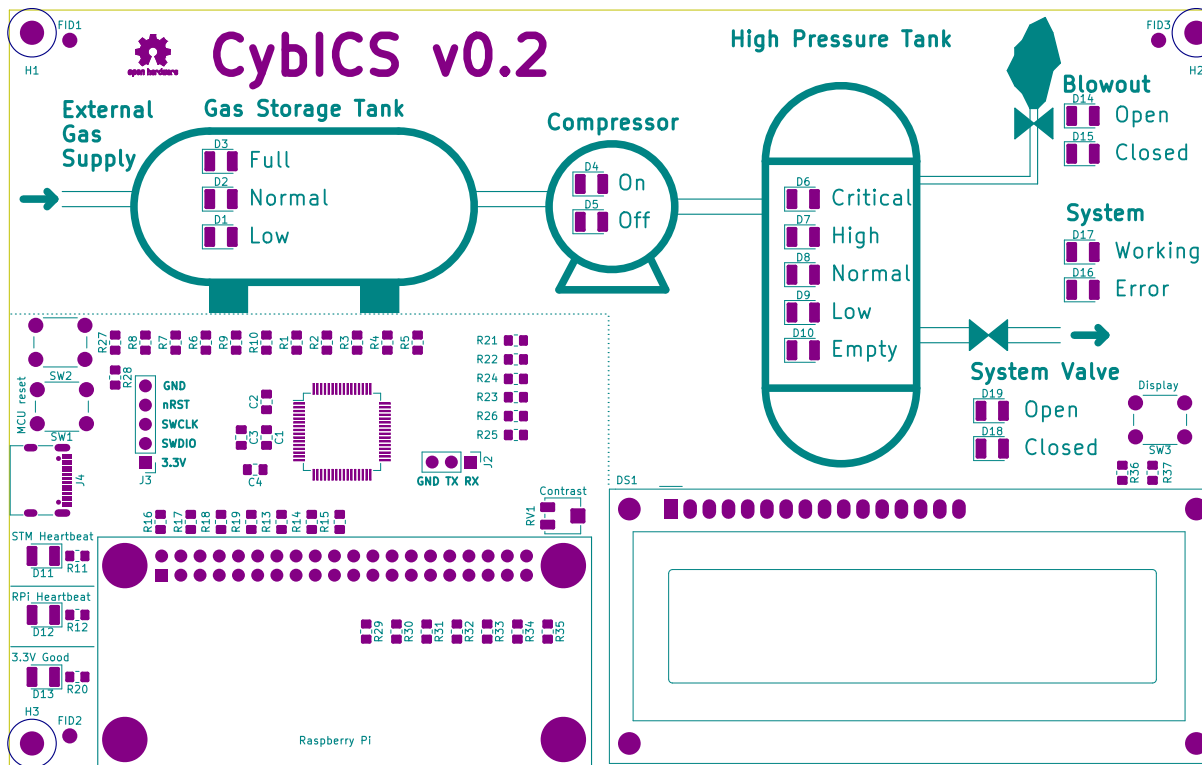 FID1
H1
open hardware
CybICS v0.2
High Pressure Tank
FID3
H2
External
Gas
Supply
Gas Storage Tank
D3
Full
D2
Normal
D1
Low
Compressor
D4
On
D5
Off
D6
Critical
D7
High
D8
Normal
D9
Low
D10
Empty
Blowout
D14
Open
D15
Closed
System
D17
Working
D16
Error
System Valve
D19
Open
D18
Closed
Display
SW3
R36
R37
SW2
MCU reset
SW1
J4
R27
R8
R7
R6
R9
R10
R1
R2
R3
R4
R5
R28
GND
nRST
SWCLK
SWDIO
3.3V
J3
C2
C3
C1
C4
R21
R22
R24
R23
R26
R25
J2
GND TX RX
Contrast
RV1
DS1
R16
R17
R18
R19
R13
R14
R15
STM Heartbeat
D11
R11
RPi Heartbeat
D12
R12
3.3V Good
D13
R20
H3
FID2
R29
R30
R31
R32
R33
R34
R35
Raspberry Pi